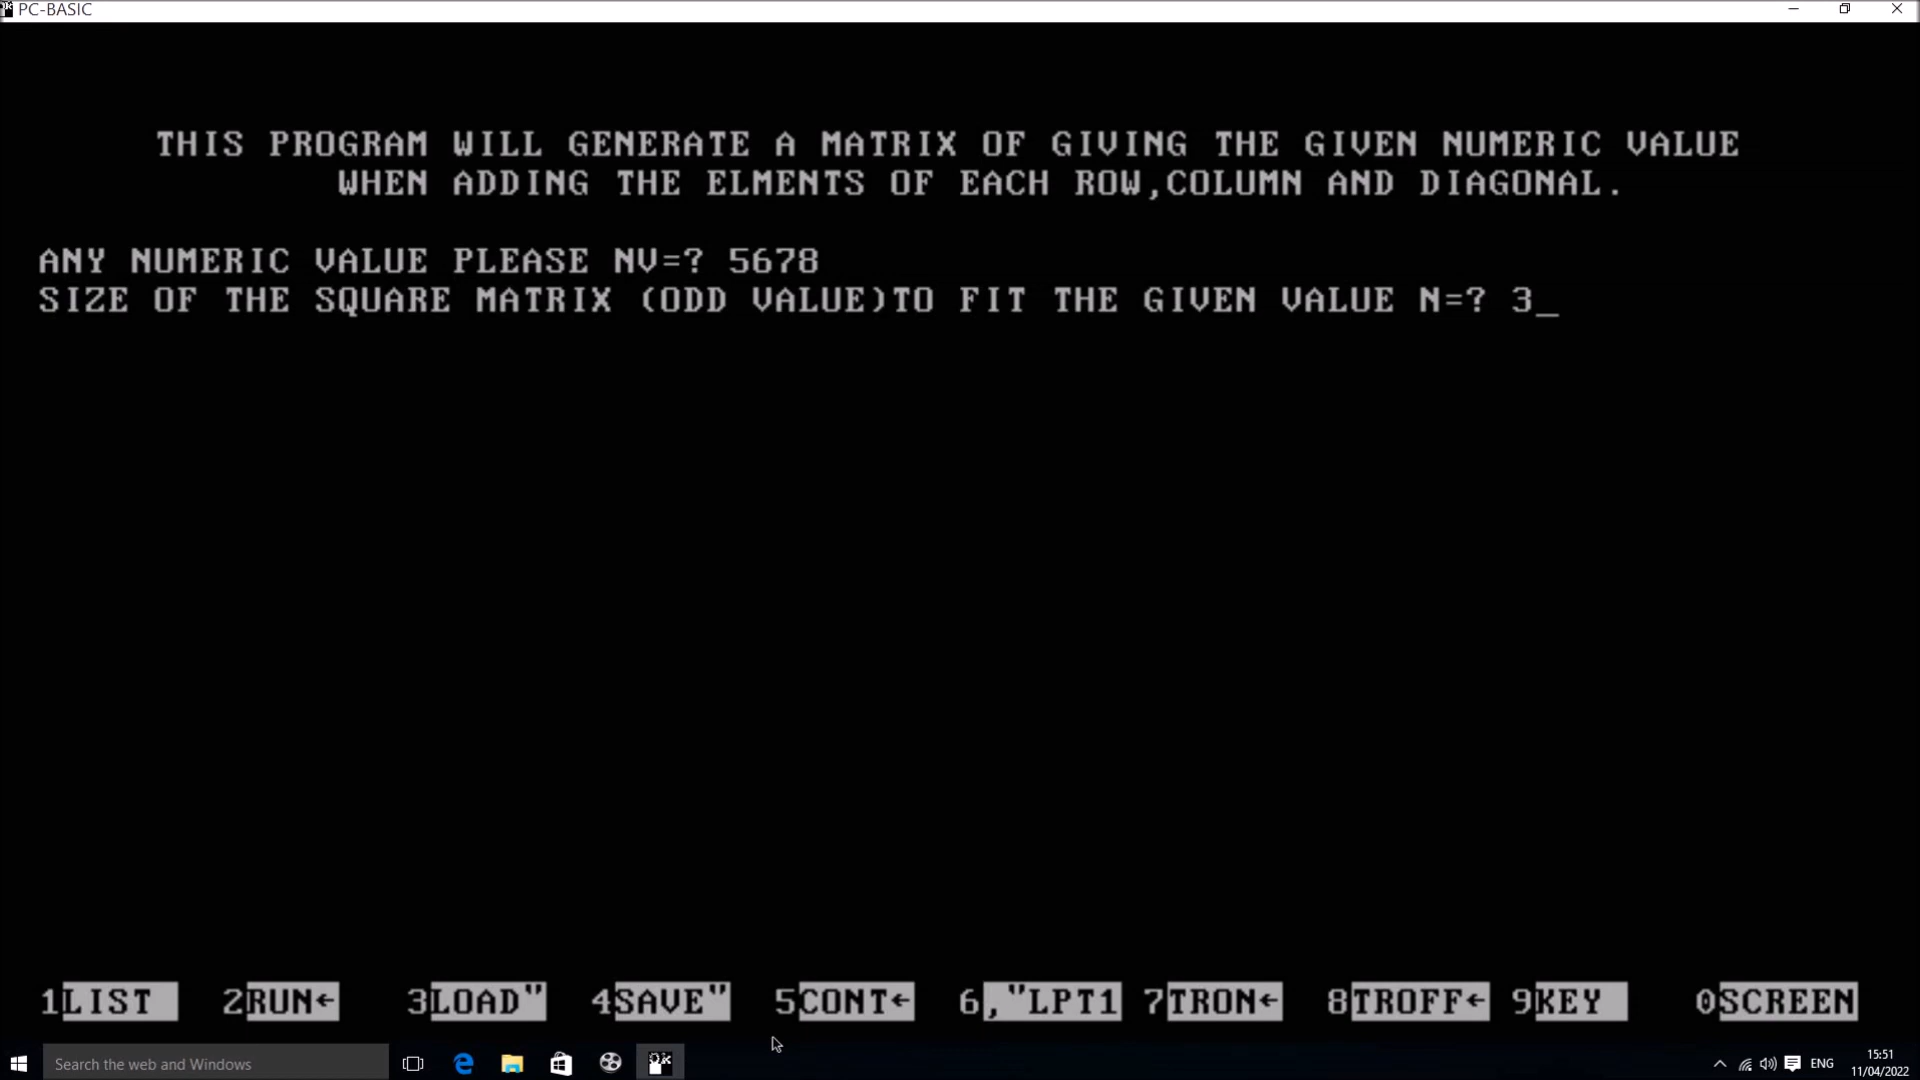 PC-BASIC
THIS PROGRAM WILL GENERATE A MATRIX OF GIVING THE GIVEN NUMERIC VALUE
WHEN ADDING THE ELMENTS OF EACH ROW,COLUMN AND DIAGONAL.
ANY NUMERIC VALUE PLEASE NV=? 5678
SIZE OF THE SQUARE MATRIX (ODD VALUE)TO FIT THE GIVEN VALUE N=? 3_
1LIST 2RUN← 3LOAD" 4SAVE" 5CONT← 6,"LPT1 7TRON← 8TROFF← 9KEY 0SCREEN
Search the web and Windows
ENG
15:51
11/04/2022